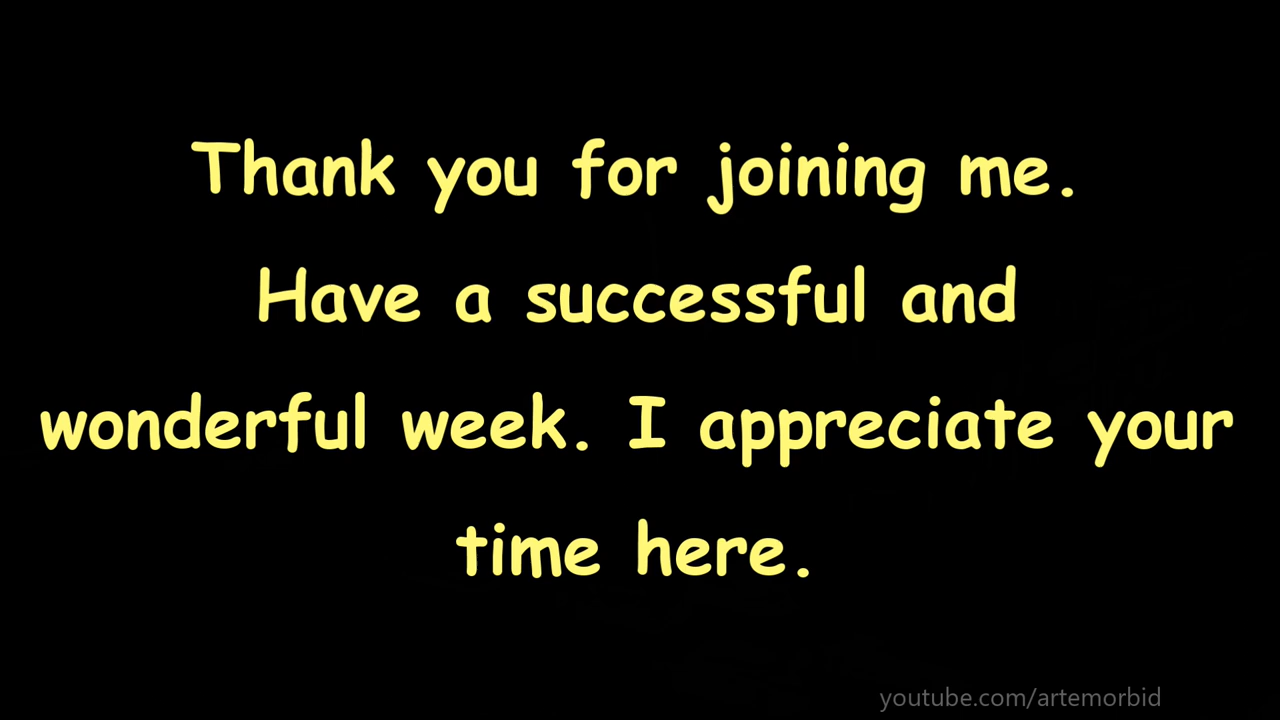 Thank you for joining me.
Have a successful and
wonderful week. I appreciate your
time here.
youtube.com/artemorbid